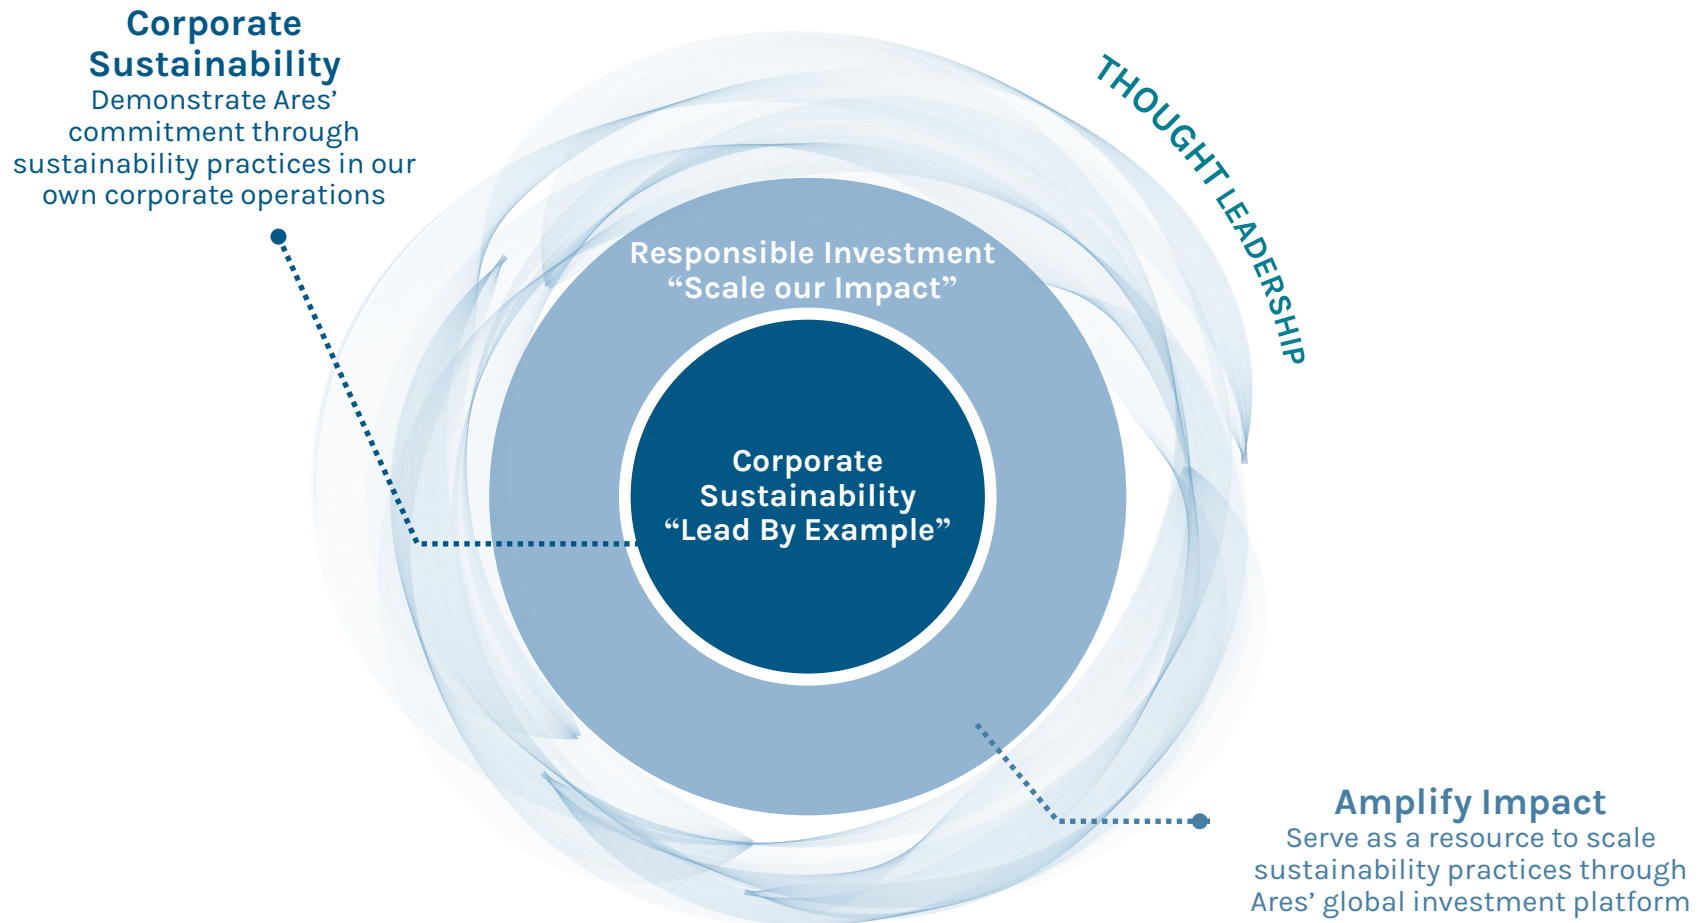 Corporate
Sustainability
Demonstrate Ares’
commitment through
sustainability practices in our
own corporate operations
THOUGHT LEADERSHIP
Responsible Investment
“Scale our Impact”
Corporate
Sustainability
“Lead By Example”
Amplify Impact
Serve as a resource to scale
sustainability practices through
Ares’ global investment platform